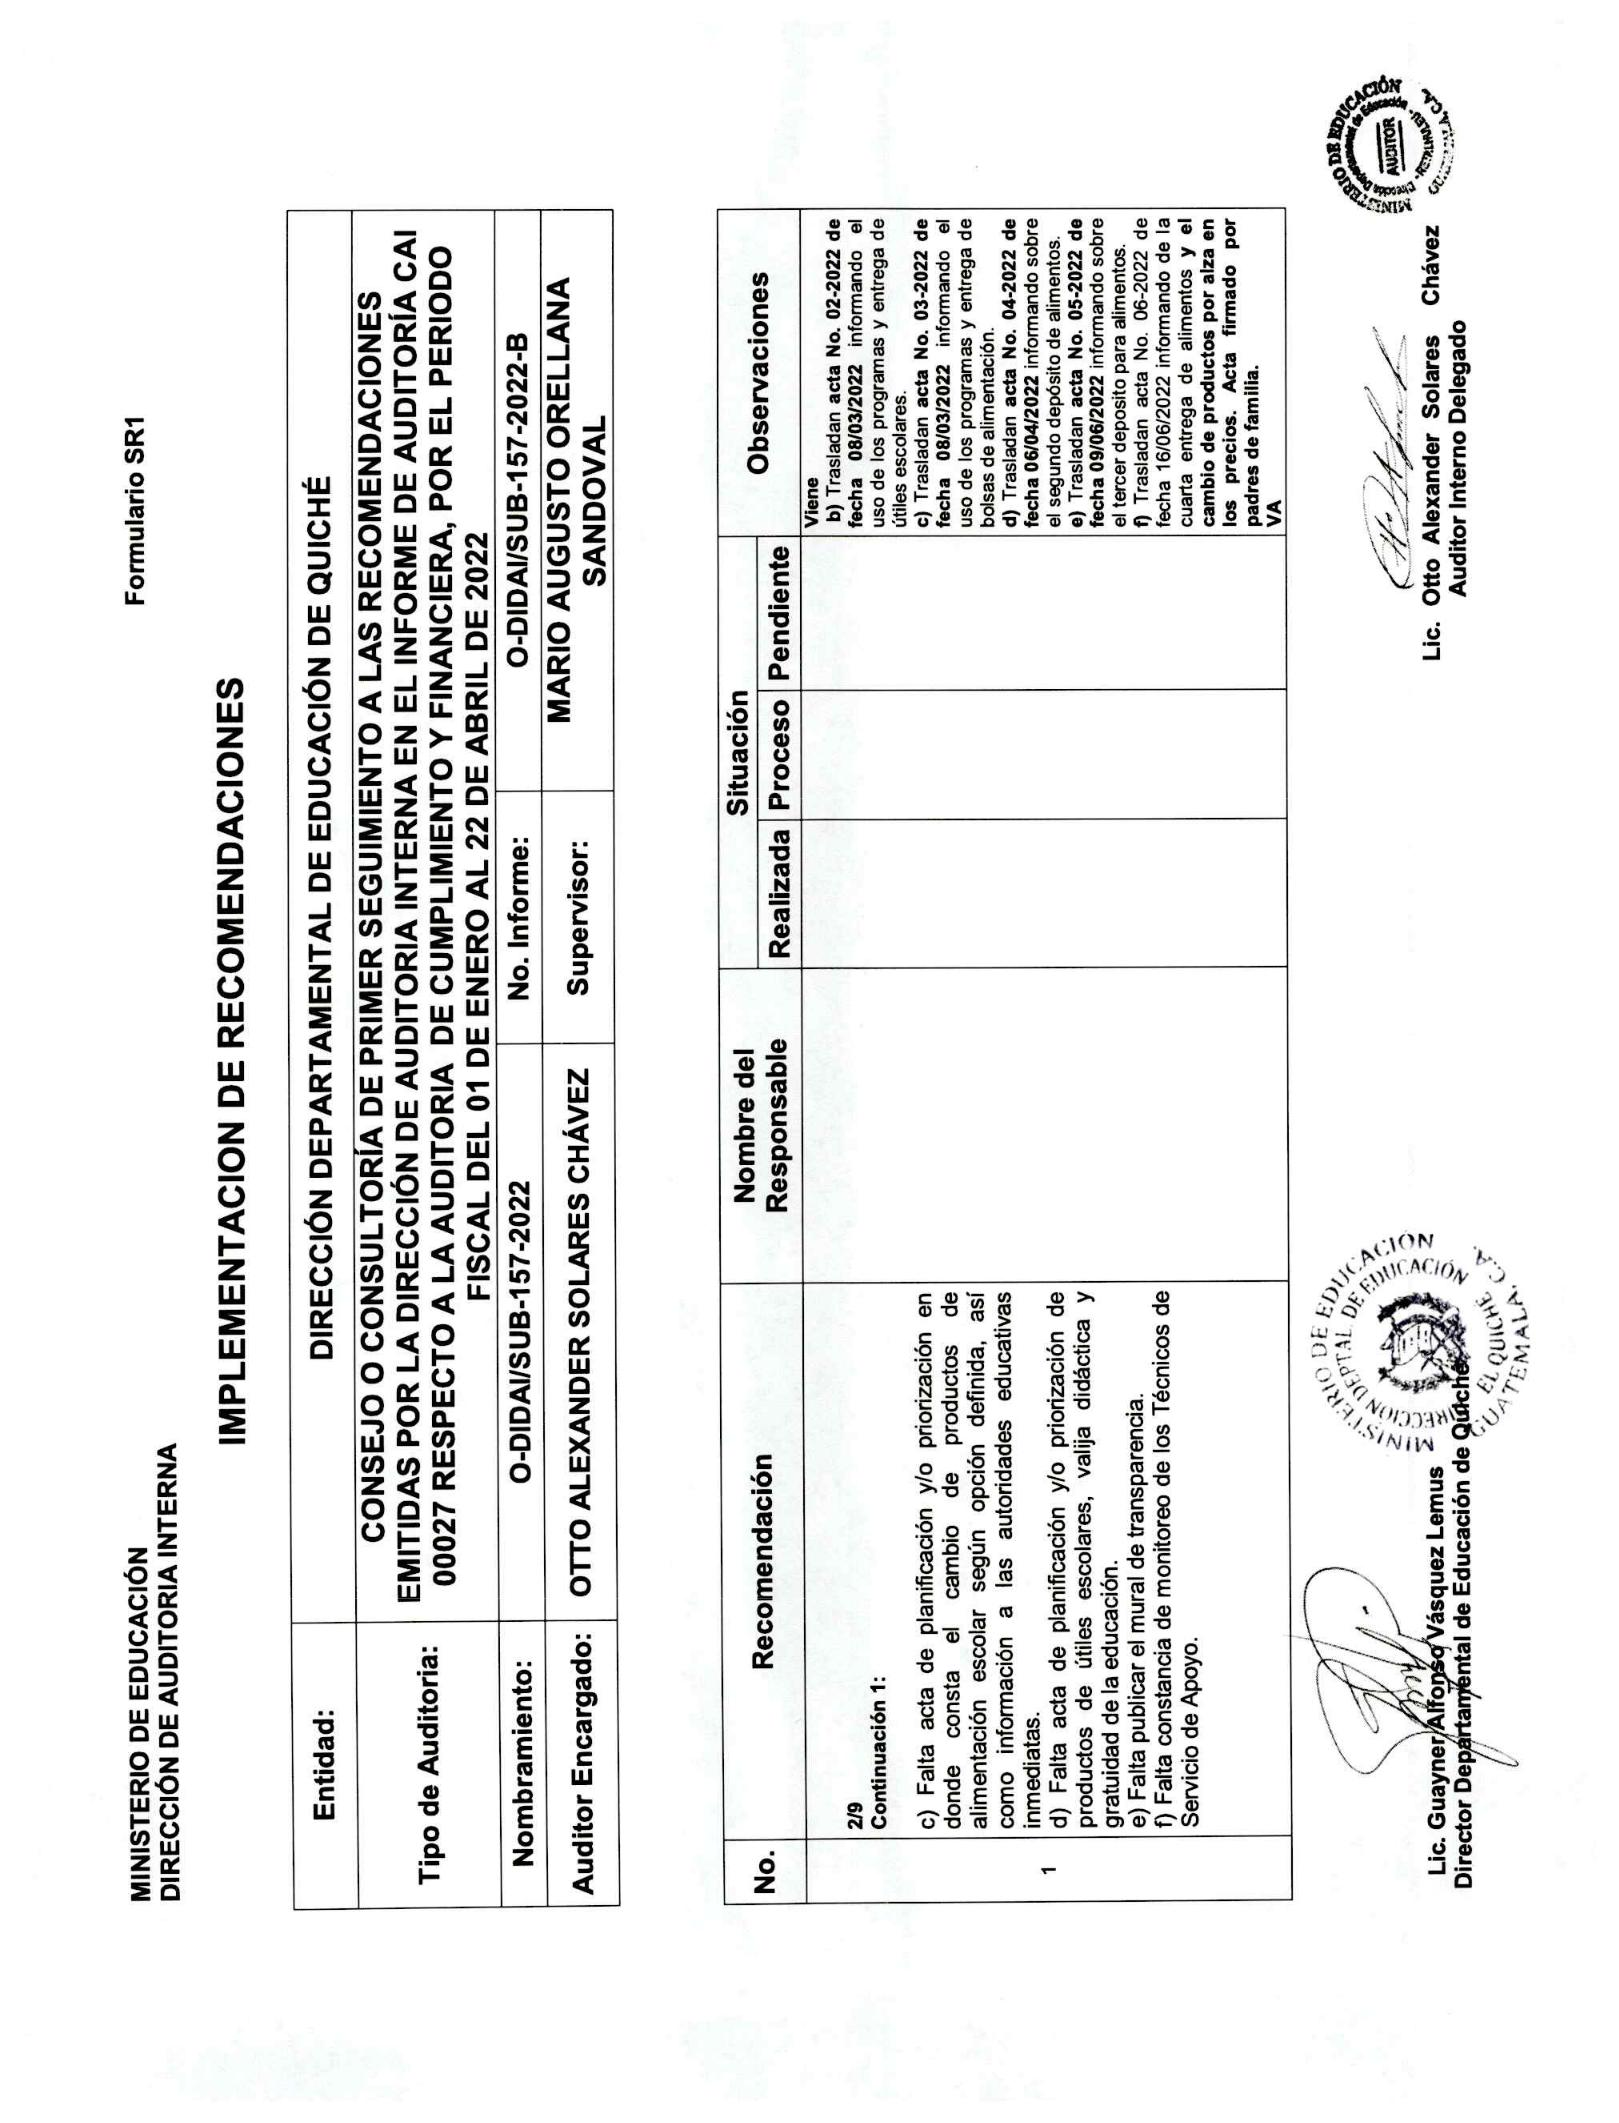 MINISTERIO DE EDUCACIÓN
DIRECCIÓN DE AUDITORIA INTERNA
Formulario SR1
IMPLEMENTACION DE RECOMENDACIONES
Entidad:
DIRECCIÓN DEPARTAMENTAL DE EDUCACIÓN DE QUICHÉ
Tipo de Auditoria:
CONSEJO O CONSULTORÍA DE PRIMER SEGUIMIENTO A LAS RECOMENDACIONES
EMITIDAS POR LA DIRECCIÓN DE AUDITORIA INTERNA EN EL INFORME DE AUDITORÍA CAI
00027 RESPECTO A LA AUDITORIA DE CUMPLIMIENTO Y FINANCIERA, POR EL PERIODO
FISCAL DEL 01 DE ENERO AL 22 DE ABRIL DE 2022
Nombramiento:
O-DIDAI/SUB-157-2022
No. Informe:
O-DIDAI/SUB-157-2022-B
Auditor Encargado:
OTTO ALEXANDER SOLARES CHÁVEZ
Supervisor:
MARIO AUGUSTO ORELLANA
SANDOVAL
No.
Recomendación
Nombre del
Responsable
Situación
Realizada
Proceso
Pendiente
Observaciones
1
2/9
Continuación 1:
c) Falta acta de planificación y/o priorización en
donde consta el cambio de productos de
alimentación escolar según opción definida, así
como información a las autoridades educativas
inmediatas.
d) Falta acta de planificación y/o priorización de
productos de útiles escolares, valija didáctica y
gratuidad de la educación.
e) Falta publicar el mural de transparencia.
f) Falta constancia de monitoreo de los Técnicos de
Servicio de Apoyo.
Viene
b) Trasladan acta No. 02-2022 de
fecha 08/03/2022 informando el
uso de los programas y entrega de
útiles escolares.
c) Trasladan acta No. 03-2022 de
fecha 08/03/2022 informando el
uso de los programas y entrega de
bolsas de alimentación.
d) Trasladan acta No. 04-2022 de
fecha 06/04/2022 informando sobre
el segundo depósito de alimentos.
e) Trasladan acta No. 05-2022 de
fecha 09/06/2022 informando sobre
el tercer deposito para alimentos.
f) Trasladan acta No. 06-2022 de
fecha 16/06/2022 informando de la
cuarta entrega de alimentos y el
cambio de productos por alza en
los precios. Acta firmado por
padres de familia.
VA
Lic. Guayner Alfonso Vásquez Lemus
Director Departamental de Educación de Quiché
MINISTERIO DE EDUCACIÓN
DIRECCIÓN DEPTAL. DE EDUCACIÓN
EL QUICHE
GUATEMALA, C.A.
Lic. Otto Alexander Solares Chávez
Auditor Interno Delegado
MINISTERIO DE EDUCACIÓN
Dirección Departamental de Educación
AUDITOR
-RETALHULEU-
GUATEMALA, C.A.